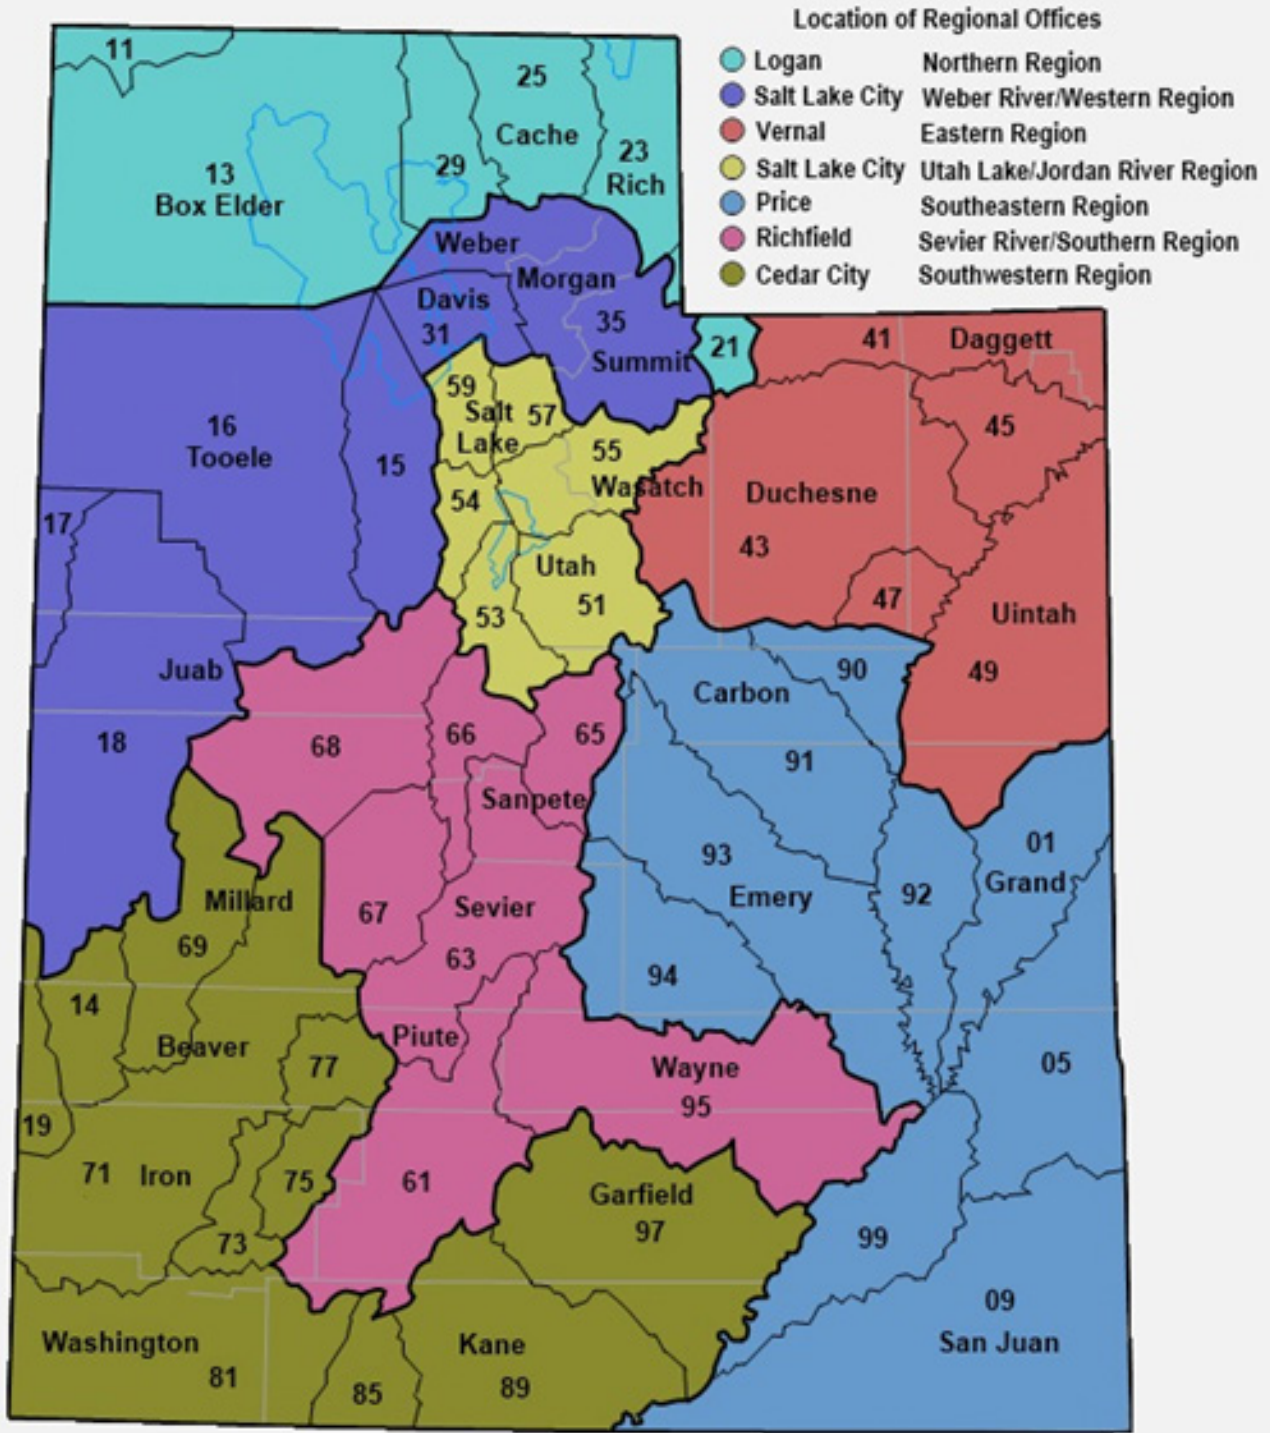 Location of Regional Offices
Logan Northern Region
Salt Lake City Weber River/Western Region
Vernal Eastern Region
Salt Lake City Utah Lake/Jordan River Region
Price Southeastern Region
Richfield Sevier River/Southern Region
Cedar City Southwestern Region
11
25
Cache
13
Box Elder
29
23
Rich
Weber
Morgan
Davis
31
35
Summit
21
41
Daggett
59
Salt
Lake
57
45
16
Tooele
15
55
Wasatch
54
Duchesne
43
17
Utah
51
53
47
Uintah
49
Juab
18
68
66
65
Carbon
90
91
Sanpete
93
Emery
92
01
Grand
Millard
69
67
Sevier
63
94
14
Beaver
77
Piute
Wayne
95
05
19
71
Iron
75
73
61
Garfield
97
99
09
San Juan
Washington
81
85
Kane
89